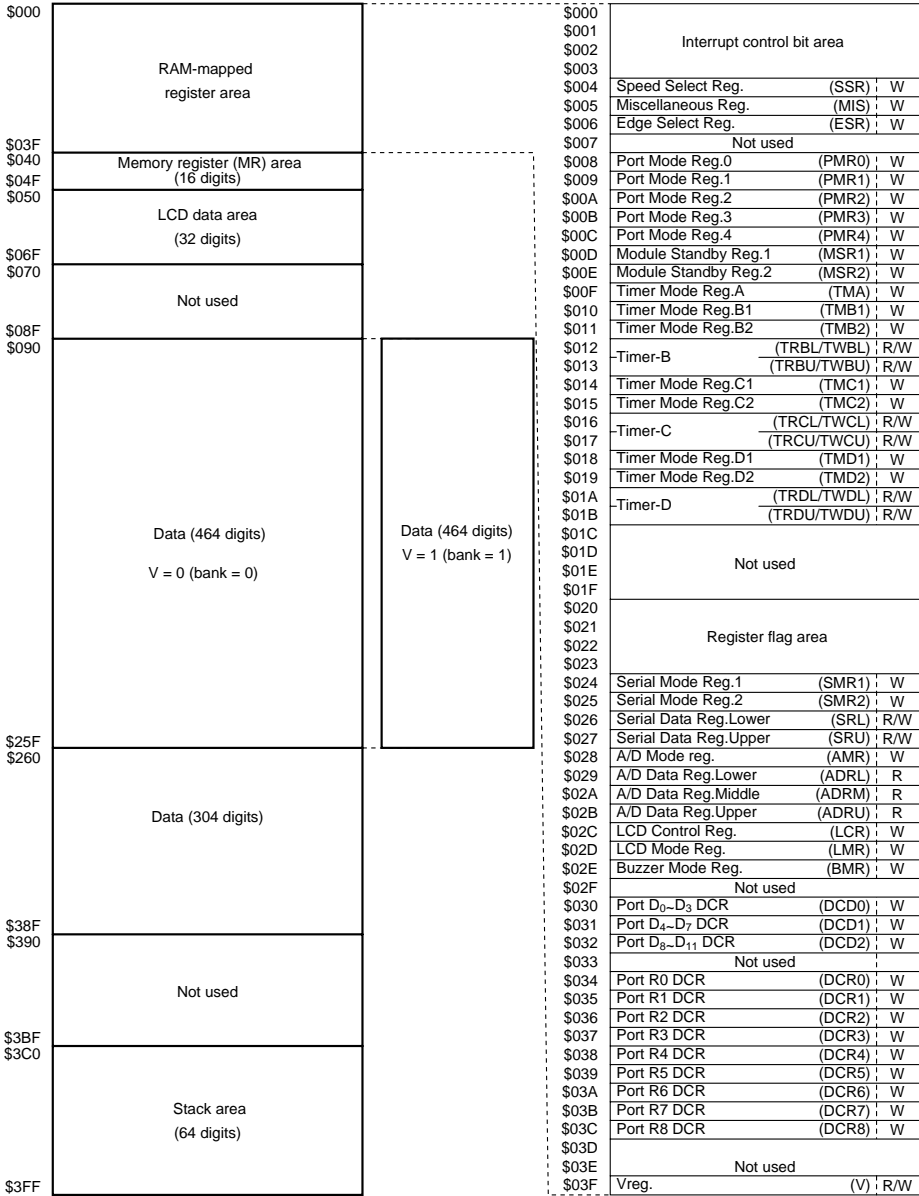 $000
RAM-mapped
register area
$03F
$040
Memory register (MR) area
(16 digits)
$04F
$050
LCD data area
(32 digits)
$06F
$070
Not used
$08F
$090
Data (464 digits)
V = 0 (bank = 0)
Data (464 digits)
V = 1 (bank = 1)
$25F
$260
Data (304 digits)
$38F
$390
Not used
$3BF
$3C0
Stack area
(64 digits)
$3FF
$000
$001
$002
$003
Interrupt control bit area
$004 Speed Select Reg. (SSR) W
$005 Miscellaneous Reg. (MIS) W
$006 Edge Select Reg. (ESR) W
$007 Not used
$008 Port Mode Reg.0 (PMR0) W
$009 Port Mode Reg.1 (PMR1) W
$00A Port Mode Reg.2 (PMR2) W
$00B Port Mode Reg.3 (PMR3) W
$00C Port Mode Reg.4 (PMR4) W
$00D Module Standby Reg.1 (MSR1) W
$00E Module Standby Reg.2 (MSR2) W
$00F Timer Mode Reg.A (TMA) W
$010 Timer Mode Reg.B1 (TMB1) W
$011 Timer Mode Reg.B2 (TMB2) W
$012 (TRBL/TWBL) R/W
Timer-B
$013 (TRBU/TWBU) R/W
$014 Timer Mode Reg.C1 (TMC1) W
$015 Timer Mode Reg.C2 (TMC2) W
$016 (TRCL/TWCL) R/W
Timer-C
$017 (TRCU/TWCU) R/W
$018 Timer Mode Reg.D1 (TMD1) W
$019 Timer Mode Reg.D2 (TMD2) W
$01A (TRDL/TWDL) R/W
Timer-D
$01B (TRDU/TWDU) R/W
$01C
$01D
$01E
$01F
Not used
$020
$021
$022
$023
Register flag area
$024 Serial Mode Reg.1 (SMR1) W
$025 Serial Mode Reg.2 (SMR2) W
$026 Serial Data Reg.Lower (SRL) R/W
$027 Serial Data Reg.Upper (SRU) R/W
$028 A/D Mode reg. (AMR) W
$029 A/D Data Reg.Lower (ADRL) R
$02A A/D Data Reg.Middle (ADRM) R
$02B A/D Data Reg.Upper (ADRU) R
$02C LCD Control Reg. (LCR) W
$02D LCD Mode Reg. (LMR) W
$02E Buzzer Mode Reg. (BMR) W
$02F Not used
$030 Port D0~D3 DCR (DCD0) W
$031 Port D4~D7 DCR (DCD1) W
$032 Port D8~D11 DCR (DCD2) W
$033 Not used
$034 Port R0 DCR (DCR0) W
$035 Port R1 DCR (DCR1) W
$036 Port R2 DCR (DCR2) W
$037 Port R3 DCR (DCR3) W
$038 Port R4 DCR (DCR4) W
$039 Port R5 DCR (DCR5) W
$03A Port R6 DCR (DCR6) W
$03B Port R7 DCR (DCR7) W
$03C Port R8 DCR (DCR8) W
$03D
$03E Not used
$03F Vreg. (V) R/W